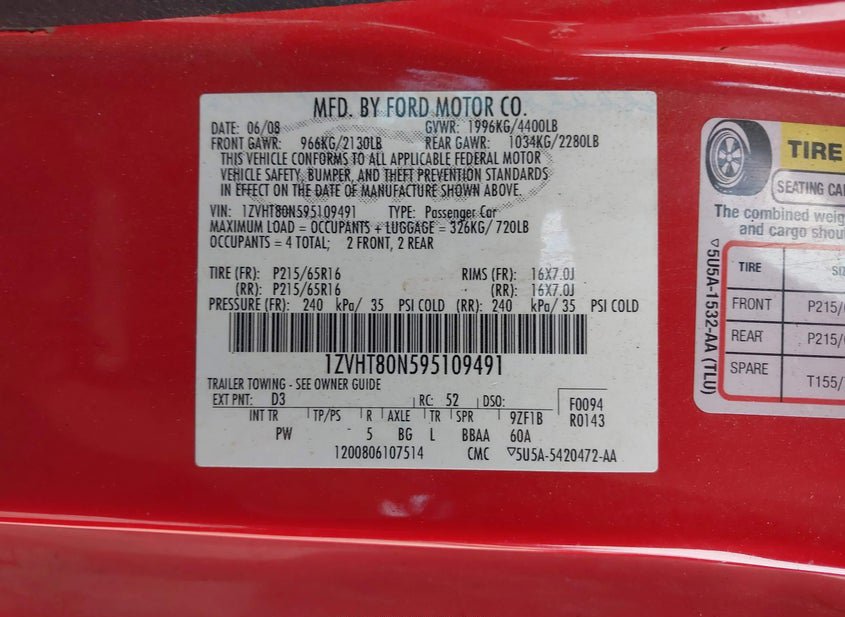 MFD. BY FORD MOTOR CO.
DATE: 06/08 GVWR: 1996KG/4400LB
FRONT GAWR: 966KG/2130LB REAR GAWR: 1034KG/2280LB
THIS VEHICLE CONFORMS TO ALL APPLICABLE FEDERAL MOTOR
VEHICLE SAFETY, BUMPER, AND THEFT PREVENTION STANDARDS
IN EFFECT ON THE DATE OF MANUFACTURE SHOWN ABOVE.
VIN: 1ZVHT80N595109491 TYPE: Passenger Car
MAXIMUM LOAD = OCCUPANTS + LUGGAGE = 326KG/ 720LB
OCCUPANTS = 4 TOTAL; 2 FRONT, 2 REAR
TIRE (FR): P215/65R16 RIMS (FR): 16X7.0J
(RR): P215/65R16 (RR): 16X7.0J
PRESSURE (FR): 240 kPa/ 35 PSI COLD (RR): 240 kPa/ 35 PSI COLD
1ZVHT80N595109491
TRAILER TOWING - SEE OWNER GUIDE
EXT PNT: D3 RC: 52 DSO: F0094
INT TR TP/PS R AXLE TR SPR 9ZF1B R0143
PW 5 BG L BBAA 60A
1200806107514 CMC ▽5U5A-5420472-AA
TIRE
SEATING
The combined
and cargo
TIRE
FRONT P215/
REAR P215/
SPARE T155/
▽5U5A-1532-AA (TLU)